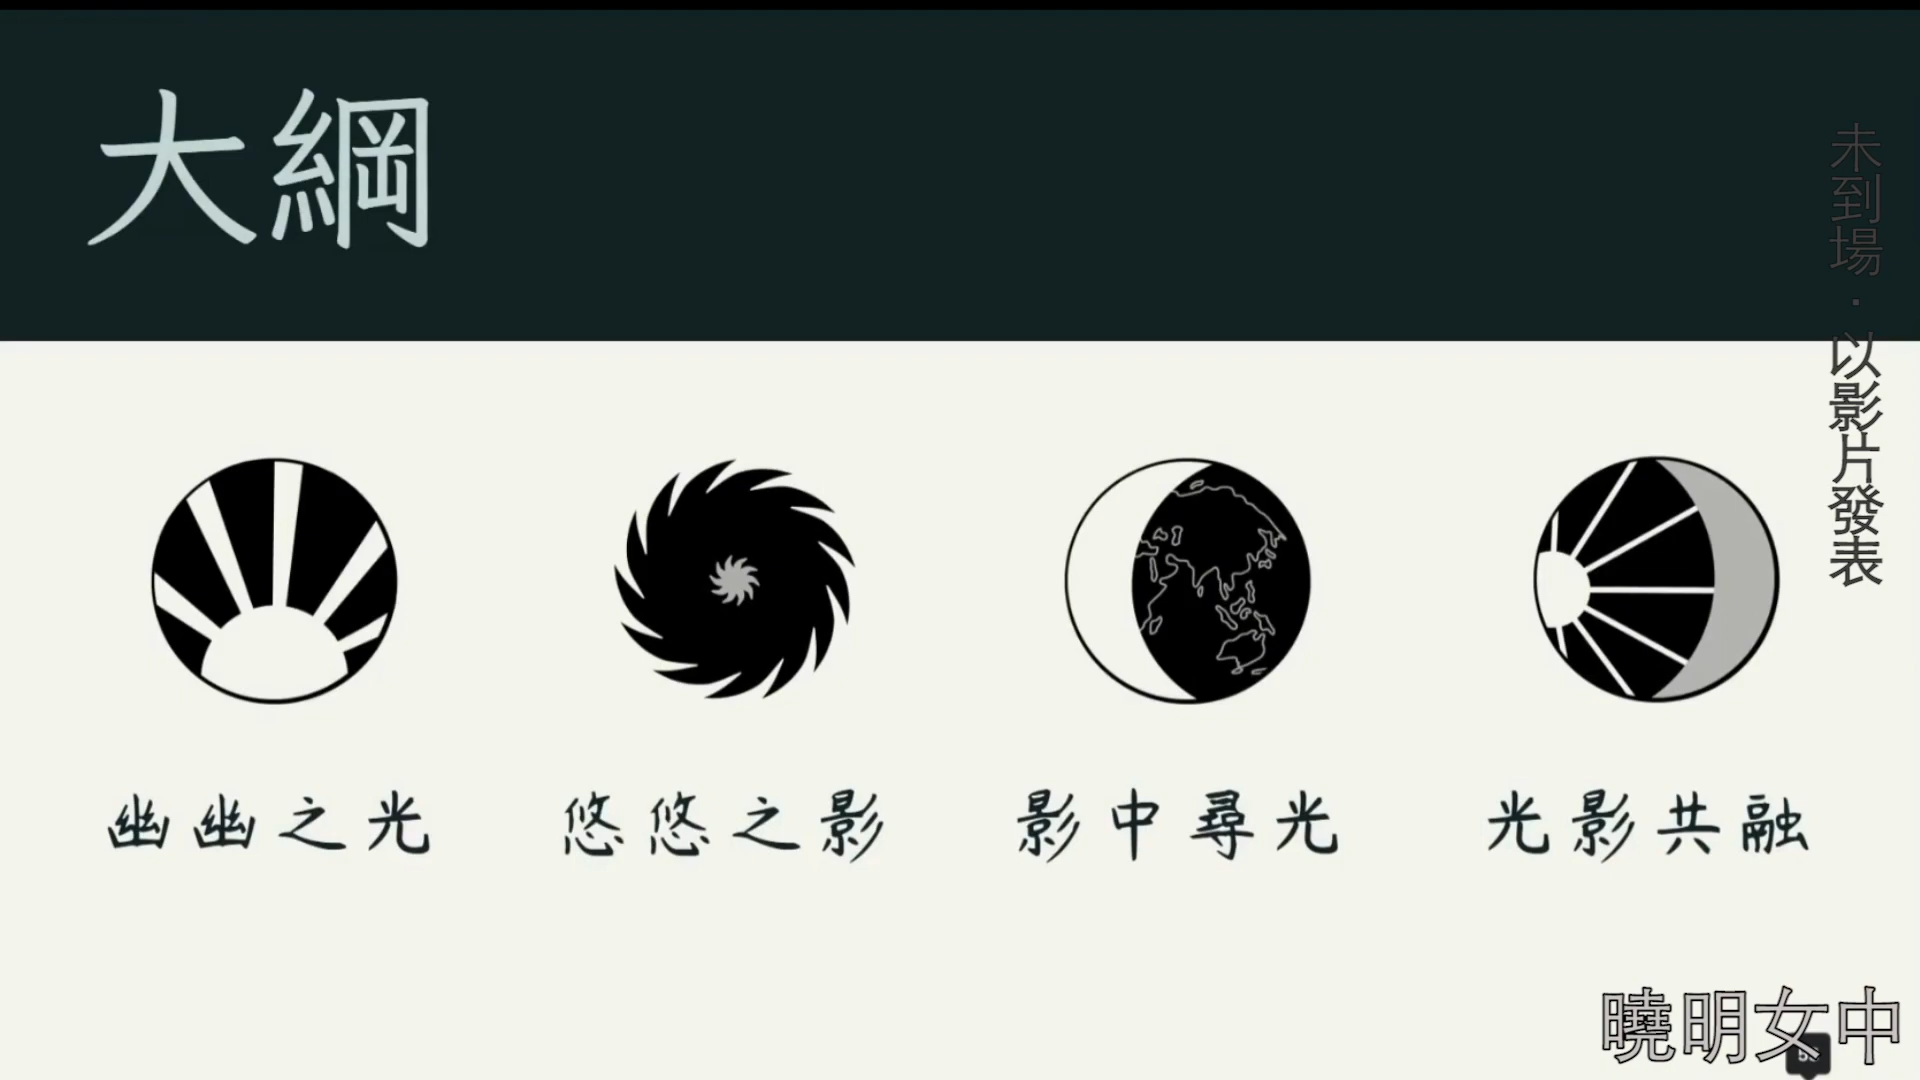 大綱
未到場·以影片發表
幽幽之光
悠悠之影
影中尋光
光影共融
曉明女中